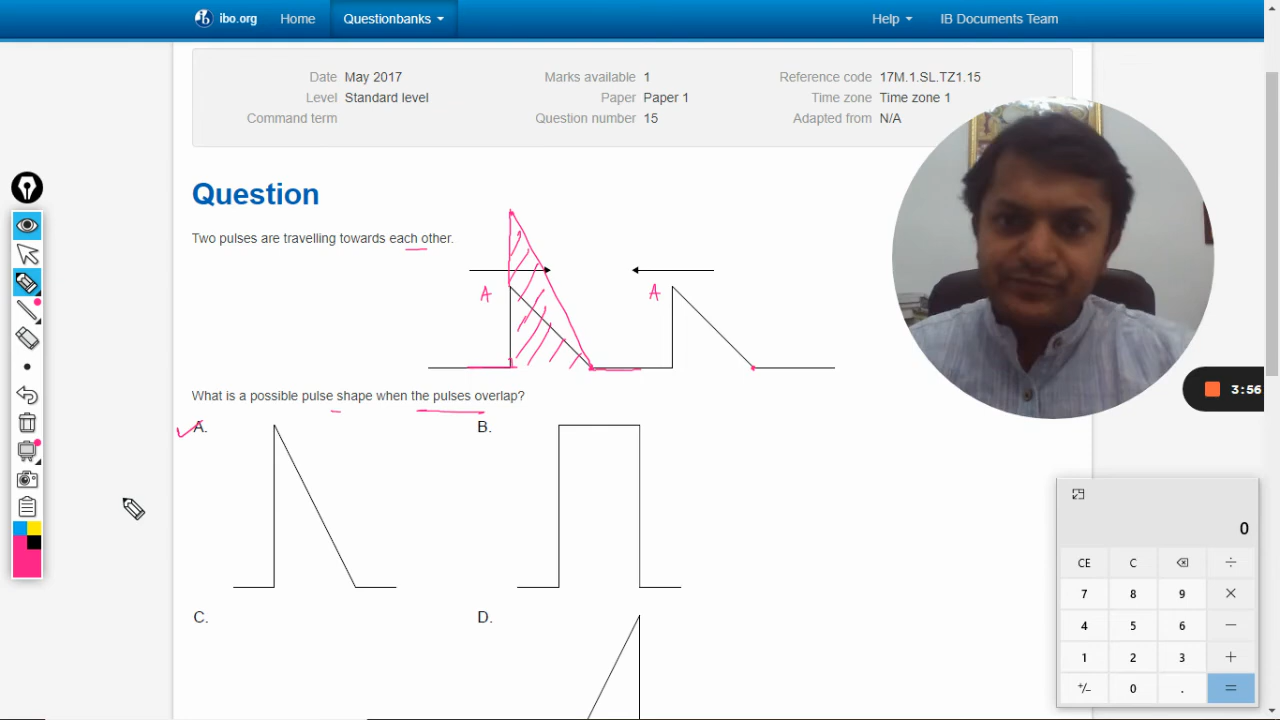 ibo.org Home Questionbanks Help IB Documents Team
Date May 2017 Marks available 1 Reference code 17M.1.SL.TZ1.15
Level Standard level Paper Paper 1 Time zone Time zone 1
Command term Question number 15 Adapted from N/A
Question
Two pulses are travelling towards each other.
A A
What is a possible pulse shape when the pulses overlap?
A. B.
C. D.
3:56
0
CE C ⌫ ÷
7 8 9 ×
4 5 6 −
1 2 3 +
+/− 0 . =